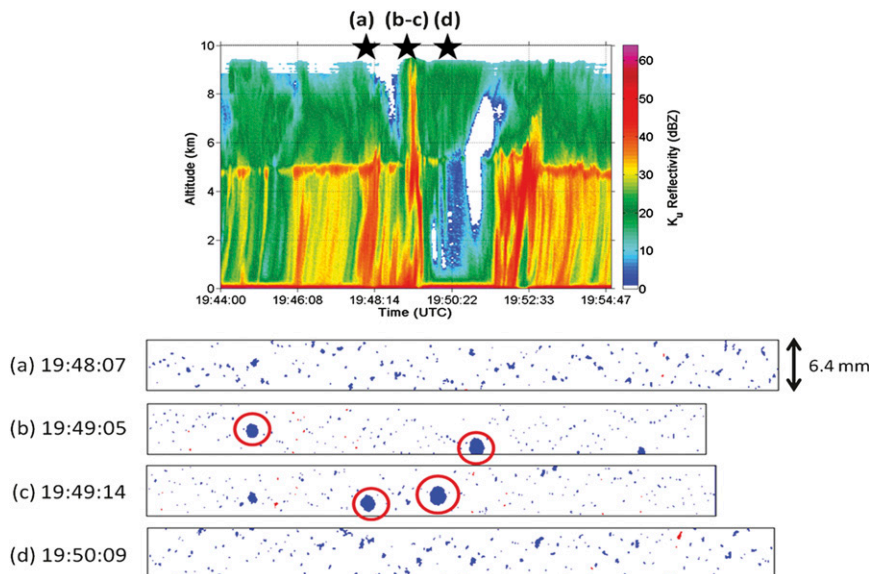 (a) (b-c) (d)
10
8
6
4
2
0
Altitude (km)
19:44:00 19:46:08 19:48:14 19:50:22 19:52:33 19:54:47
Time (UTC)
60
50
40
30
20
10
0
Ku Reflectivity (dBZ)
(a) 19:48:07
6.4 mm
(b) 19:49:05
(c) 19:49:14
(d) 19:50:09